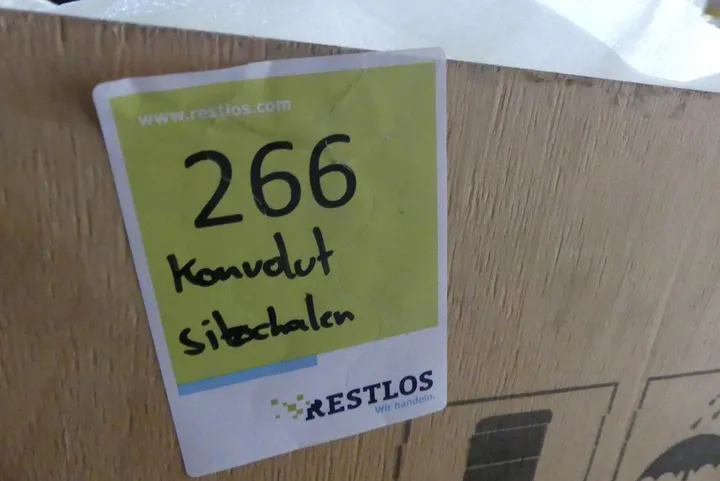 www.restlos.com
266
Konvolut
Sitzschalen
RESTLOS
Wir handeln.